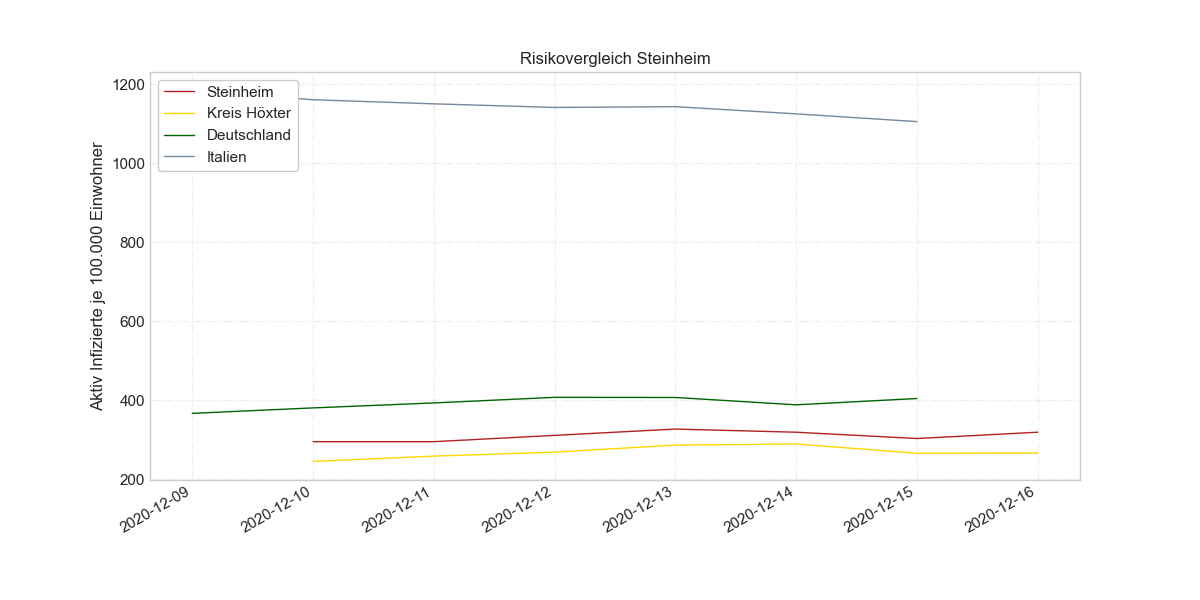 Risikovergleich Steinheim
Aktiv Infizierte je 100.000 Einwohner
1200
1000
800
600
400
200
Steinheim
Kreis Höxter
Deutschland
Italien
2020-12-09
2020-12-10
2020-12-11
2020-12-12
2020-12-13
2020-12-14
2020-12-15
2020-12-16